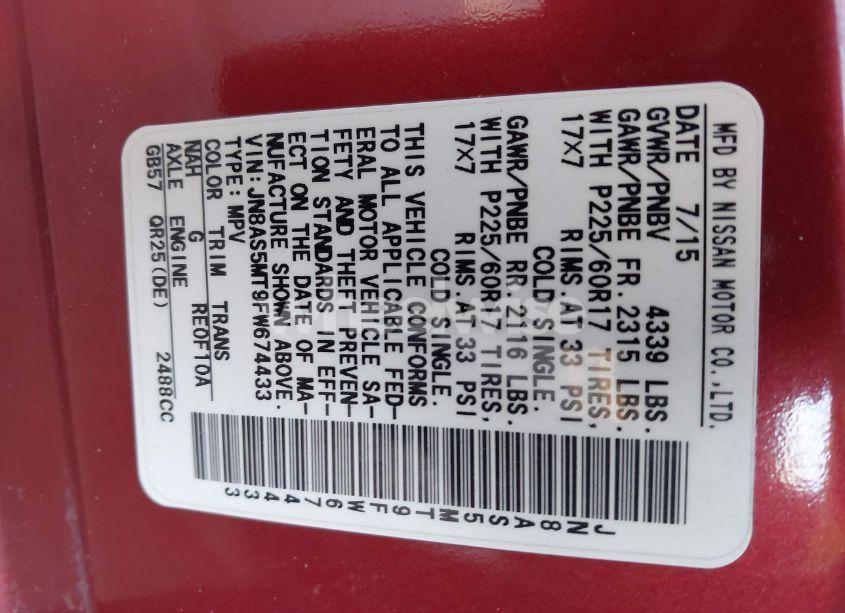 MFD BY NISSAN MOTOR CO.,LTD.
DATE 7/15
GVWR/PNBV 4339 LBS.
GAWR/PNBE FR. 2315 LBS.
WITH P225/60R17 TIRES,
17X7 RIMS AT 33 PSI
COLD SINGLE.
GAWR/PNBE RR. 2116 LBS.
WITH P225/60R17 TIRES,
17X7 RIMS AT 33 PSI
COLD SINGLE.
THIS VEHICLE CONFORMS
TO ALL APPLICABLE FED-
ERAL MOTOR VEHICLE SA-
FETY AND THEFT PREVEN-
TION STANDARDS IN EFF-
ECT ON THE DATE OF MA-
NUFACTURE SHOWN ABOVE.
VIN:JN8AS5MT9FW674433
TYPE:MPV
COLOR TRIM TRANS
NAH G RE0F10A
AXLE ENGINE
GB57 QR25(DE) 2488CC
JN8AS5MT9FW674433